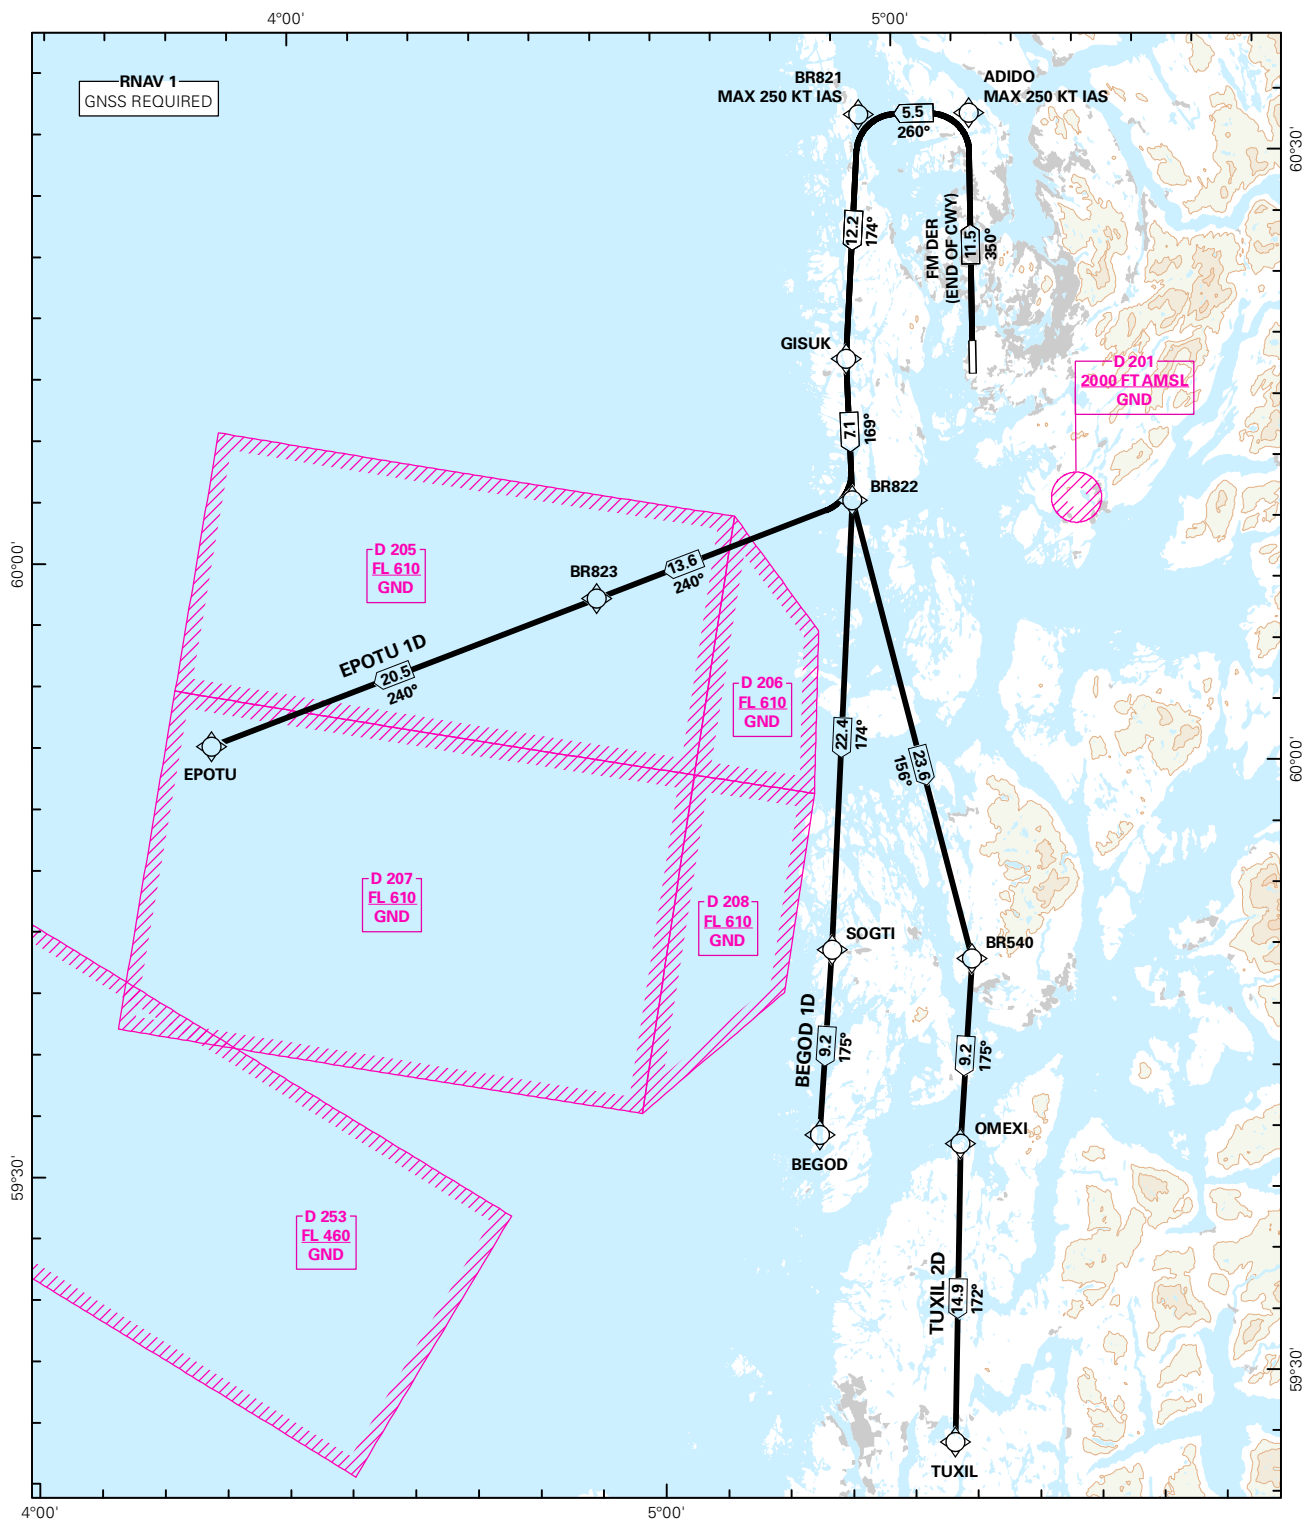 4°00'
5°00'
RNAV 1
GNSS REQUIRED
BR821
MAX 250 KT IAS
ADIDO
MAX 250 KT IAS
5.5
260°
60°30'
12.2
174°
FM DER
(END OF CWY)
11.5
350°
GISUK
D 201
2000 FT AMSL
GND
7.1
169°
BR822
D 205
FL 610
GND
60°00'
BR823
13.6
240°
EPOTU 1D
20.5
240°
D 206
FL 610
GND
EPOTU
22.4
174°
23.6
156°
60°00'
D 207
FL 610
GND
D 208
FL 610
GND
SOGTI
BR540
BEGOD 1D
9.2
175°
9.2
175°
OMEXI
BEGOD
59°30'
D 253
FL 460
GND
TUXIL 2D
14.9
172°
59°30'
TUXIL
4°00'
5°00'